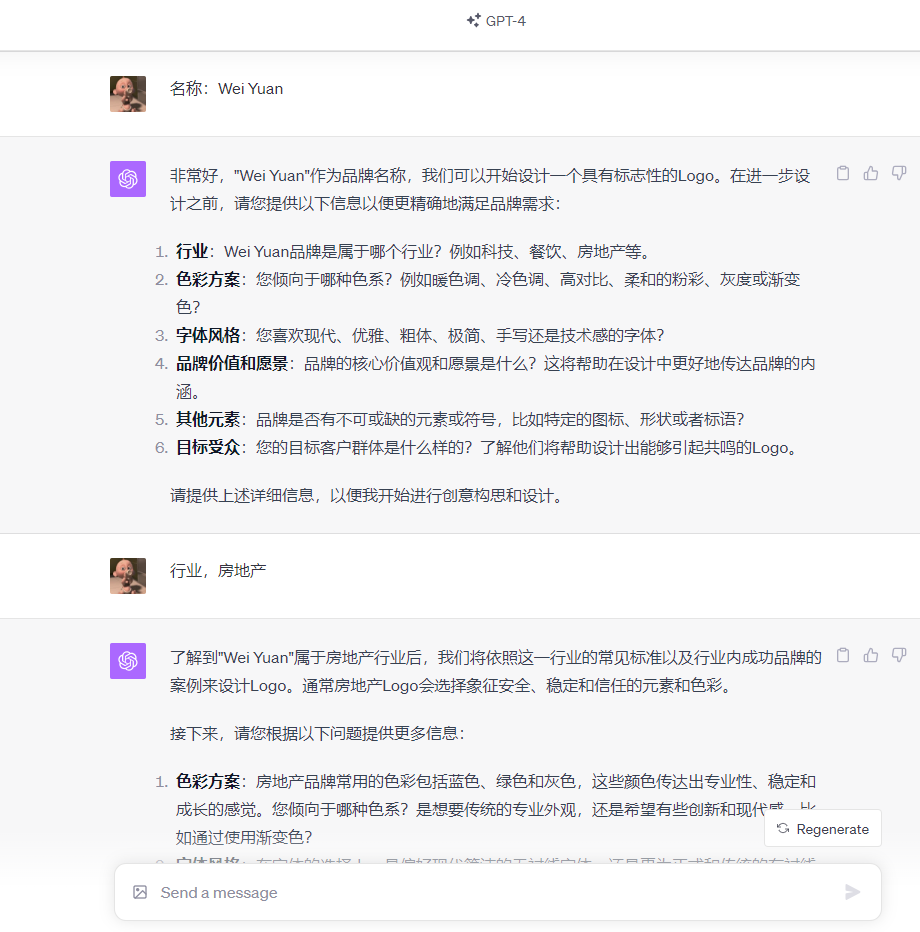 GPT-4
名称：Wei Yuan
非常好，"Wei Yuan"作为品牌名称，我们可以开始设计一个具有标志性的Logo。在进一步设
计之前，请您提供以下信息以便更精确地满足品牌需求：
1. 行业：Wei Yuan品牌是属于哪个行业？例如科技、餐饮、房地产等。
2. 色彩方案：您倾向于哪种色系？例如暖色调、冷色调、高对比、柔和的粉彩、灰度或渐变
色？
3. 字体风格：您喜欢现代、优雅、粗体、极简、手写还是技术感的字体？
4. 品牌价值和愿景：品牌的核心价值观和愿景是什么？这将帮助在设计中更好地传达品牌的内
涵。
5. 其他元素：品牌是否有不可或缺的元素或符号，比如特定的图标、形状或者标语？
6. 目标受众：您的目标客户群体是什么样的？了解他们将帮助设计出能够引起共鸣的Logo。
请提供上述详细信息，以便我开始进行创意构思和设计。
行业，房地产
了解到"Wei Yuan"属于房地产行业后，我们将依照这一行业的常见标准以及行业内成功品牌的
案例来设计Logo。通常房地产Logo会选择象征安全、稳定和信任的元素和色彩。
接下来，请您根据以下问题提供更多信息：
1. 色彩方案：房地产品牌常用的色彩包括蓝色、绿色和灰色，这些颜色传达出专业性、稳定和
成长的感觉。您倾向于哪种色系？是想要传统的专业外观，还是希望有些创新和现代感，比
如通过使用渐变色？
Regenerate
Send a message